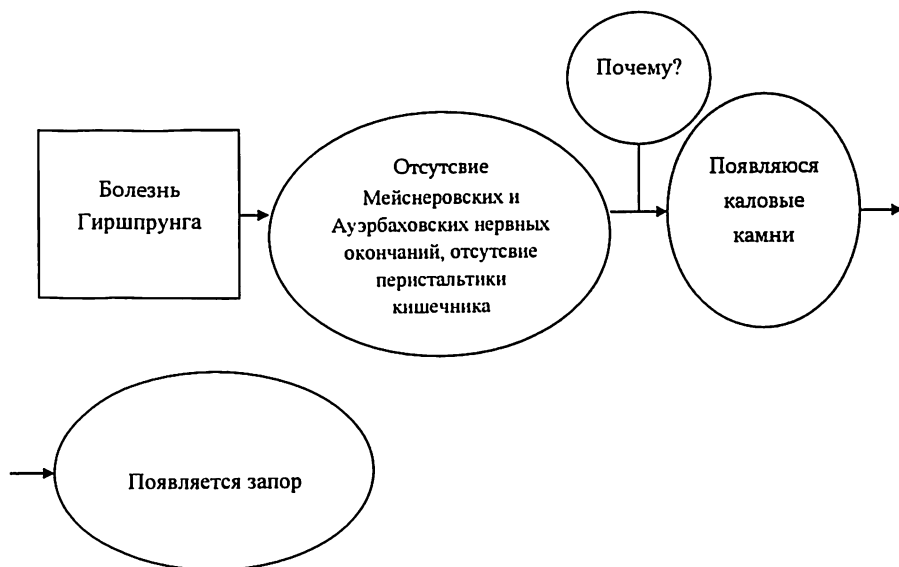 Почему?
Болезнь
Гиршпрунга
Отсутсвие
Мейснеровских и
Ауэрбаховских нервных
окончаний, отсутсвие
перистальтики
кишечника
Появляюся
каловые
камни
Появляется запор